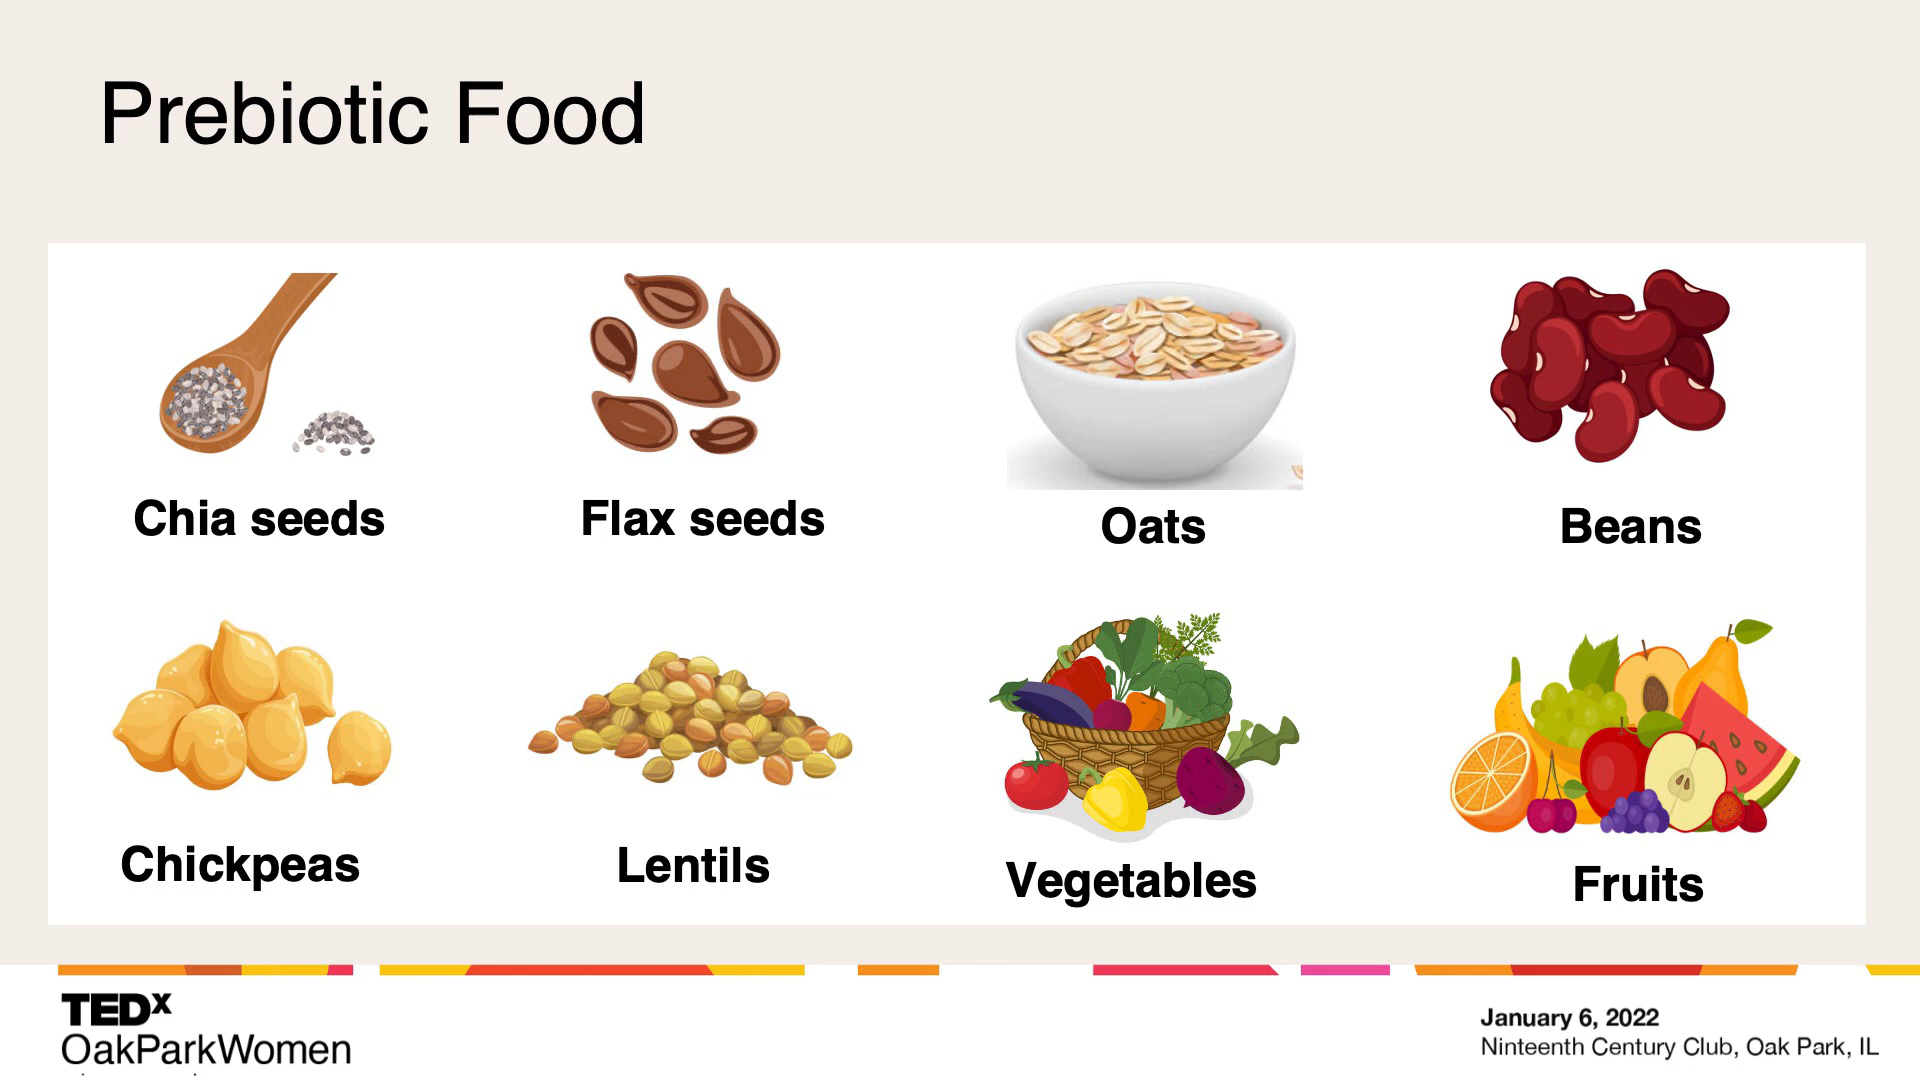 Prebiotic Food
Chia seeds
Flax seeds
Oats
Beans
Chickpeas
Lentils
Vegetables
Fruits
TEDx
OakParkWomen
January 6, 2022
Ninteenth Century Club, Oak Park, IL